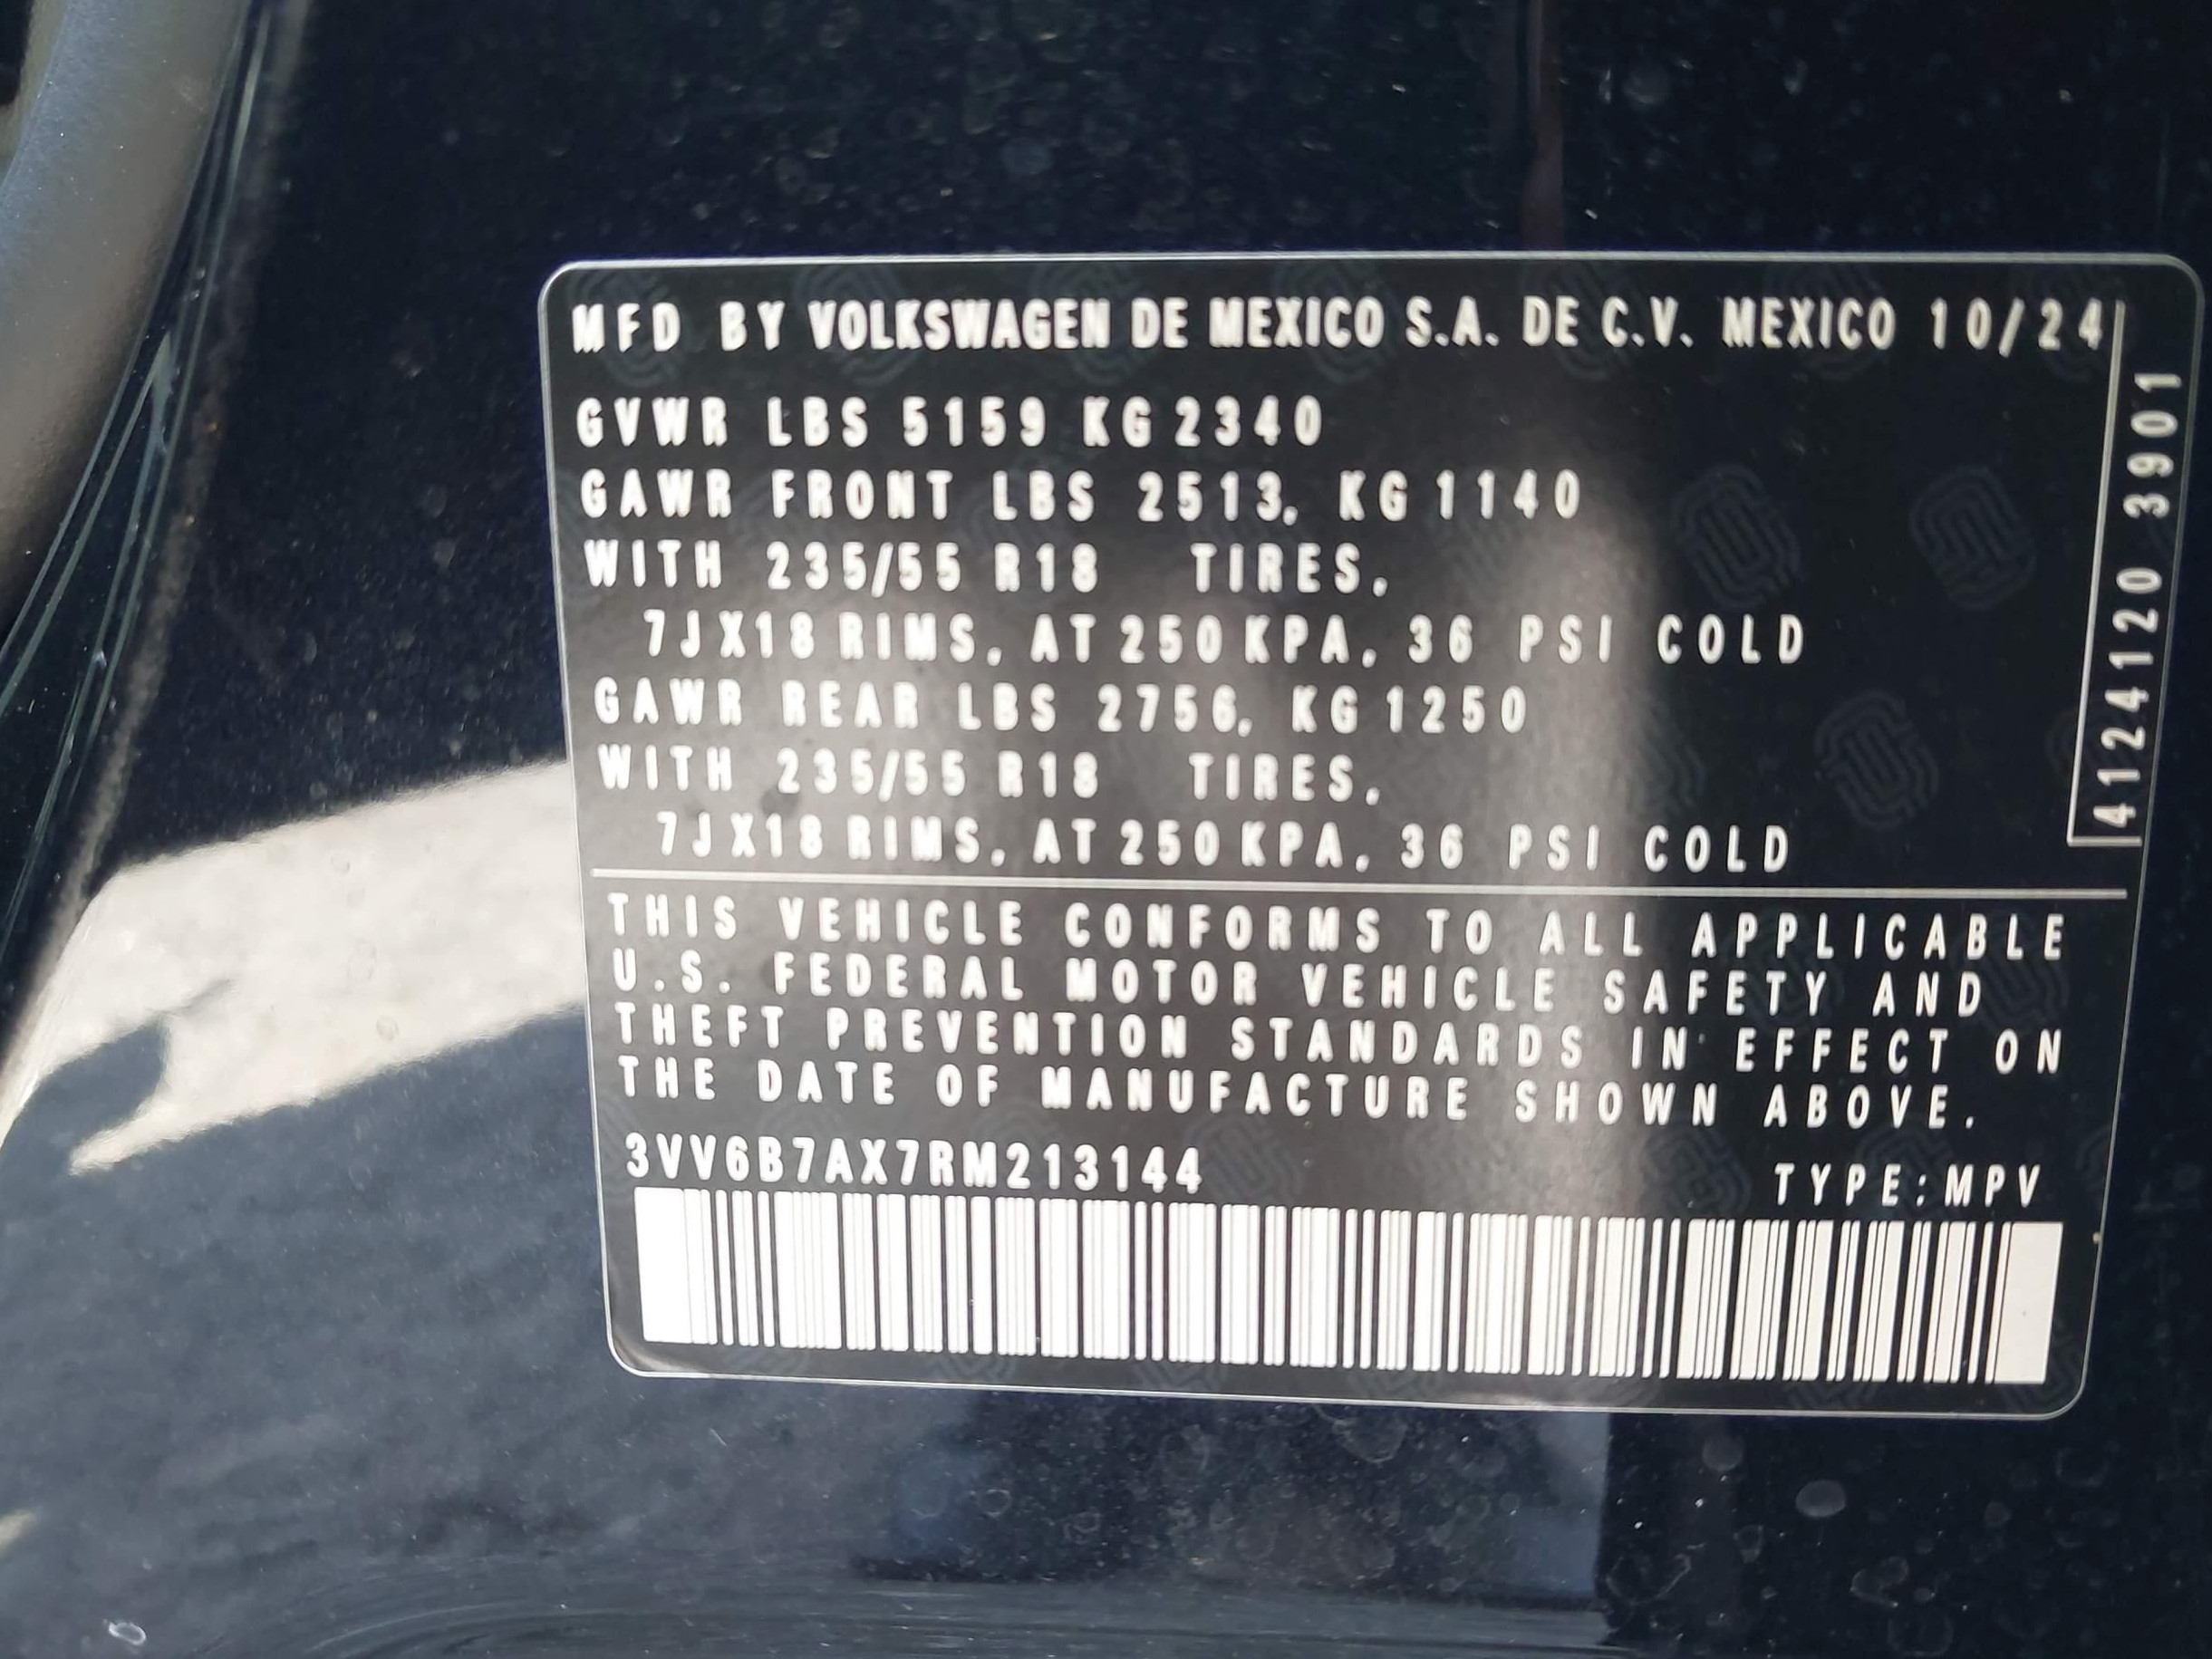 MFD BY VOLKSWAGEN DE MEXICO S.A. DE C.V. MEXICO 10/24
GVWR LBS 5159 KG 2340
GAWR FRONT LBS 2513, KG 1140
WITH 235/55 R18 TIRES,
7JX18 RIMS, AT 250 KPA, 36 PSI COLD
GAWR REAR LBS 2756, KG 1250
WITH 235/55 R18 TIRES,
7JX18 RIMS, AT 250 KPA, 36 PSI COLD
41241120 3901
THIS VEHICLE CONFORMS TO ALL APPLICABLE
U.S. FEDERAL MOTOR VEHICLE SAFETY AND
THEFT PREVENTION STANDARDS IN EFFECT ON
THE DATE OF MANUFACTURE SHOWN ABOVE.
3VV6B7AX7RM213144
TYPE:MPV